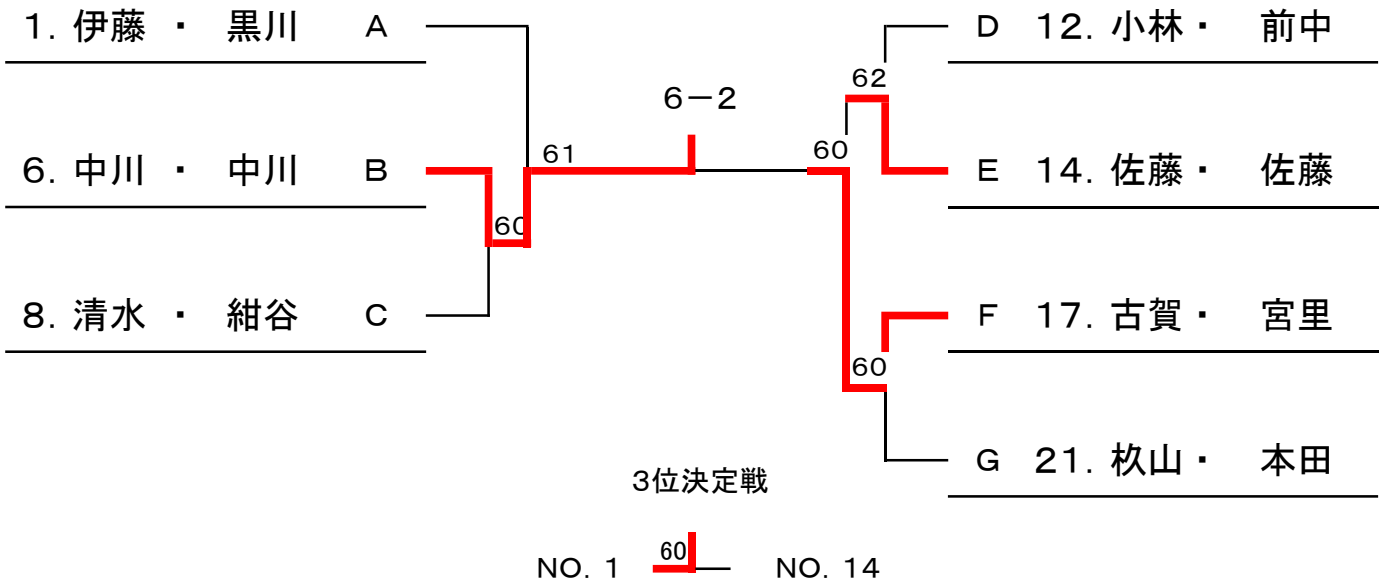 1. 伊藤 ・ 黒川 A
D 12. 小林・ 前中
62
6－2
6. 中川 ・ 中川 B
61
60
E 14. 佐藤・ 佐藤
60
8. 清水 ・ 紺谷 C
F 17. 古賀・ 宮里
60
G 21. 杦山・ 本田
3位決定戦
NO. 1 60 NO. 14